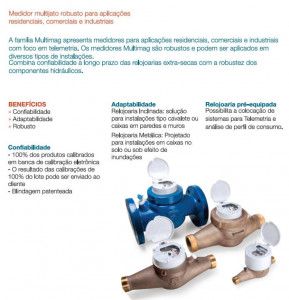 Medidor multijato robusto para aplicações
residenciais, comerciais e industriais
A família Multimag apresenta medidores para aplicações residenciais, comerciais e industriais
com foco em telemetria. Os medidores Multimag são robustos e podem ser aplicados em
diversos tipos de instalações.
Combina confiabilidade a longo prazo das relojoarias extra-secas com a robustez dos
componentes hidráulicos.
BENEFÍCIOS
• Confiabilidade
• Adaptabilidade
• Robusto
Confiabilidade
• 100% dos produtos calibrados
em banca de calibração eletrônica
• O resultado das calibrações de
100% do lote pode ser enviado ao
cliente
• Blindagem patenteada
Adaptabilidade
Relojoaria Inclinada: solução
para instalações tipo cavalete ou
caixas em paredes e muros
Relojoaria Metálica: Projetado
para instalações em caixas no
solo ou sob efeito de
inundações
Relojoaria pré-equipada
Possibilita a colocação de
sistemas para Telemetria e
análise de perfil de consumo.